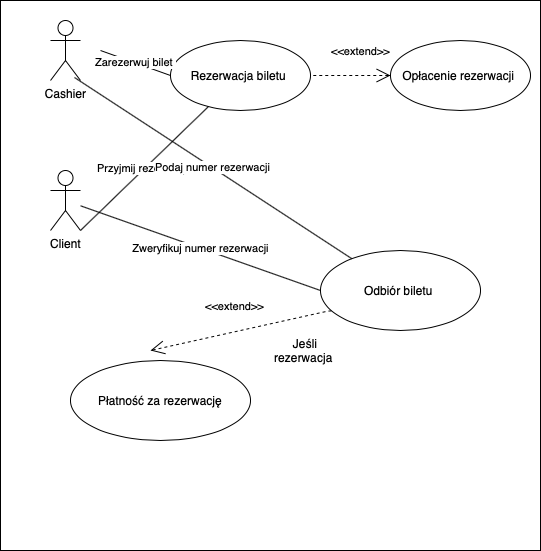 <<extend>>
Zarezerwuj bilet
Rezerwacja biletu
Opłacenie rezerwacji
Cashier
Przyjmij rez
Podaj numer rezerwacji
Client
Zweryfikuj numer rezerwacji
Odbiór biletu
<<extend>>
Jeśli
rezerwacja
Płatność za rezerwację